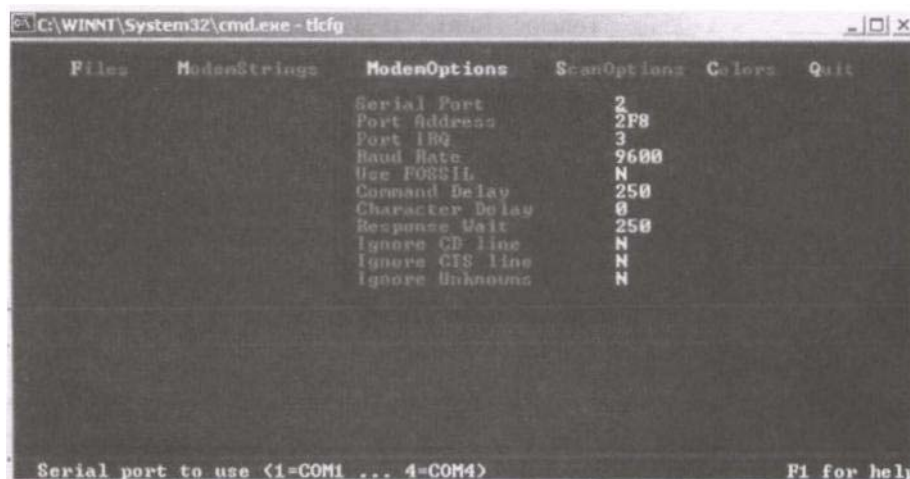 C:\WINNT\System32\cmd.exe - tlcfg
Files ModemStrings ModemOptions ScanOptions Colors Quit
Serial Port 2
Port Address 2F8
Port IRQ 3
Baud Rate 9600
Use FOSSIL N
Command Delay 250
Character Delay 0
Response Wait 250
Ignore CD line N
Ignore CTS line N
Ignore Unknowns N
Serial port to use (1=COM1 ... 4=COM4) F1 for help